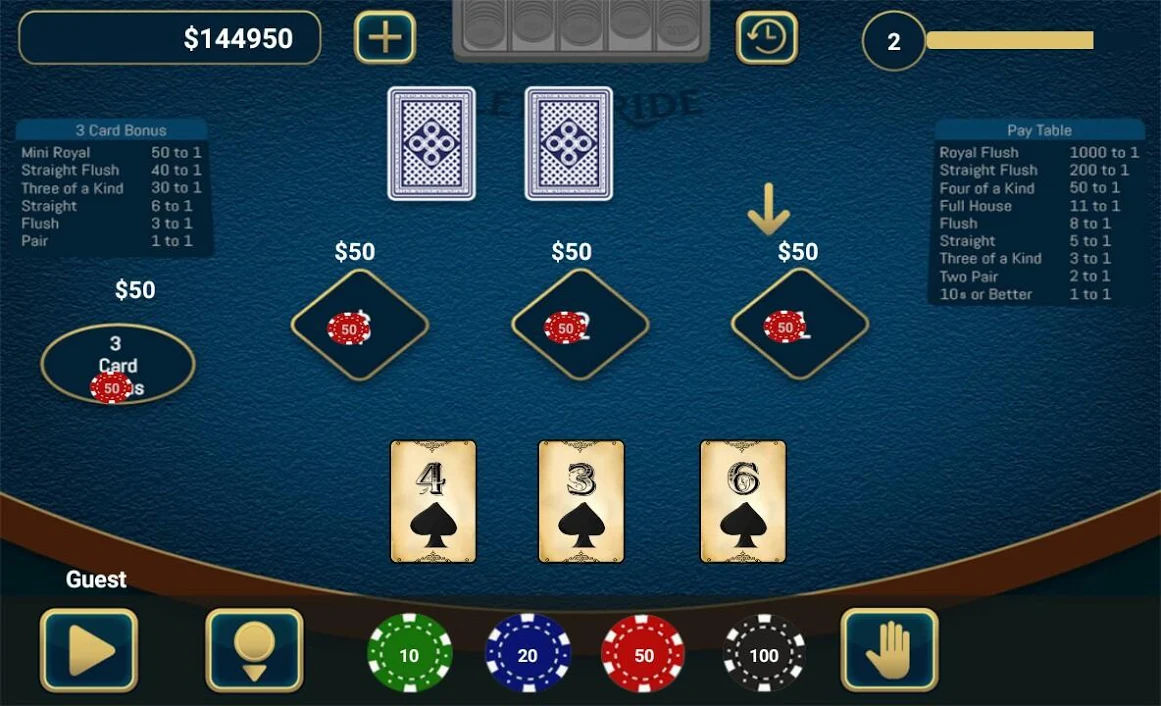 $144950
2
LET RIDE
3 Card Bonus
Mini Royal 50 to 1
Straight Flush 40 to 1
Three of a Kind 30 to 1
Straight 6 to 1
Flush 3 to 1
Pair 1 to 1
Pay Table
Royal Flush 1000 to 1
Straight Flush 200 to 1
Four of a Kind 50 to 1
Full House 11 to 1
Flush 8 to 1
Straight 5 to 1
Three of a Kind 3 to 1
Two Pair 2 to 1
10s or Better 1 to 1
$50
$50
$50
$50
50
50 2
50
3
Card
50 s
4
3
6
Guest
10
20
50
100